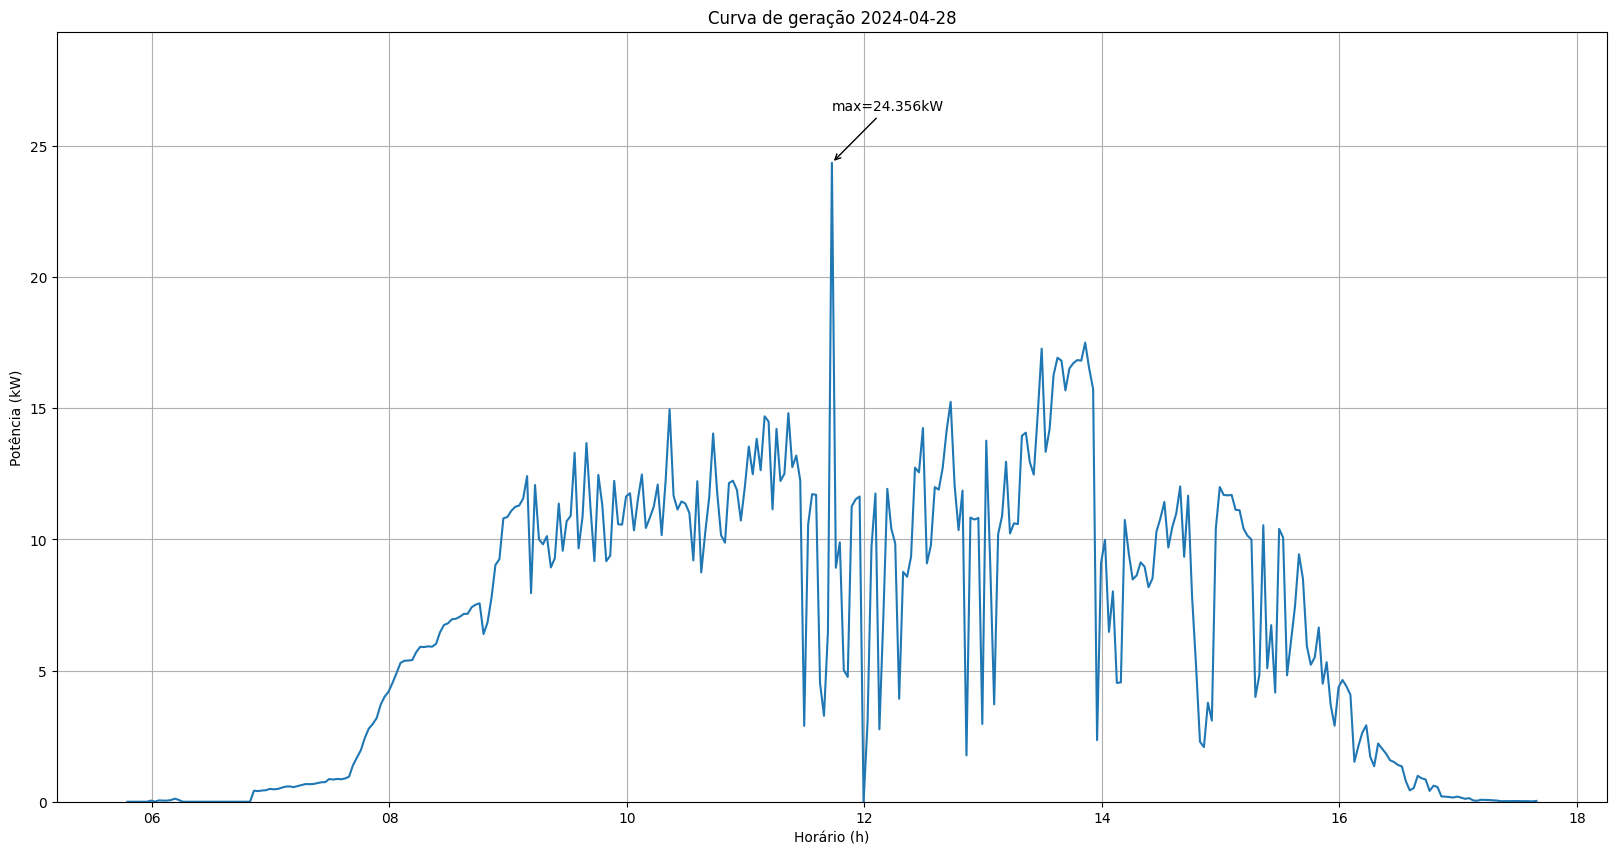 Curva de geração 2024-04-28
max=24.356kW
25
20
15
10
5
0
Potência (kW)
06 08 10 12 14 16 18
Horário (h)